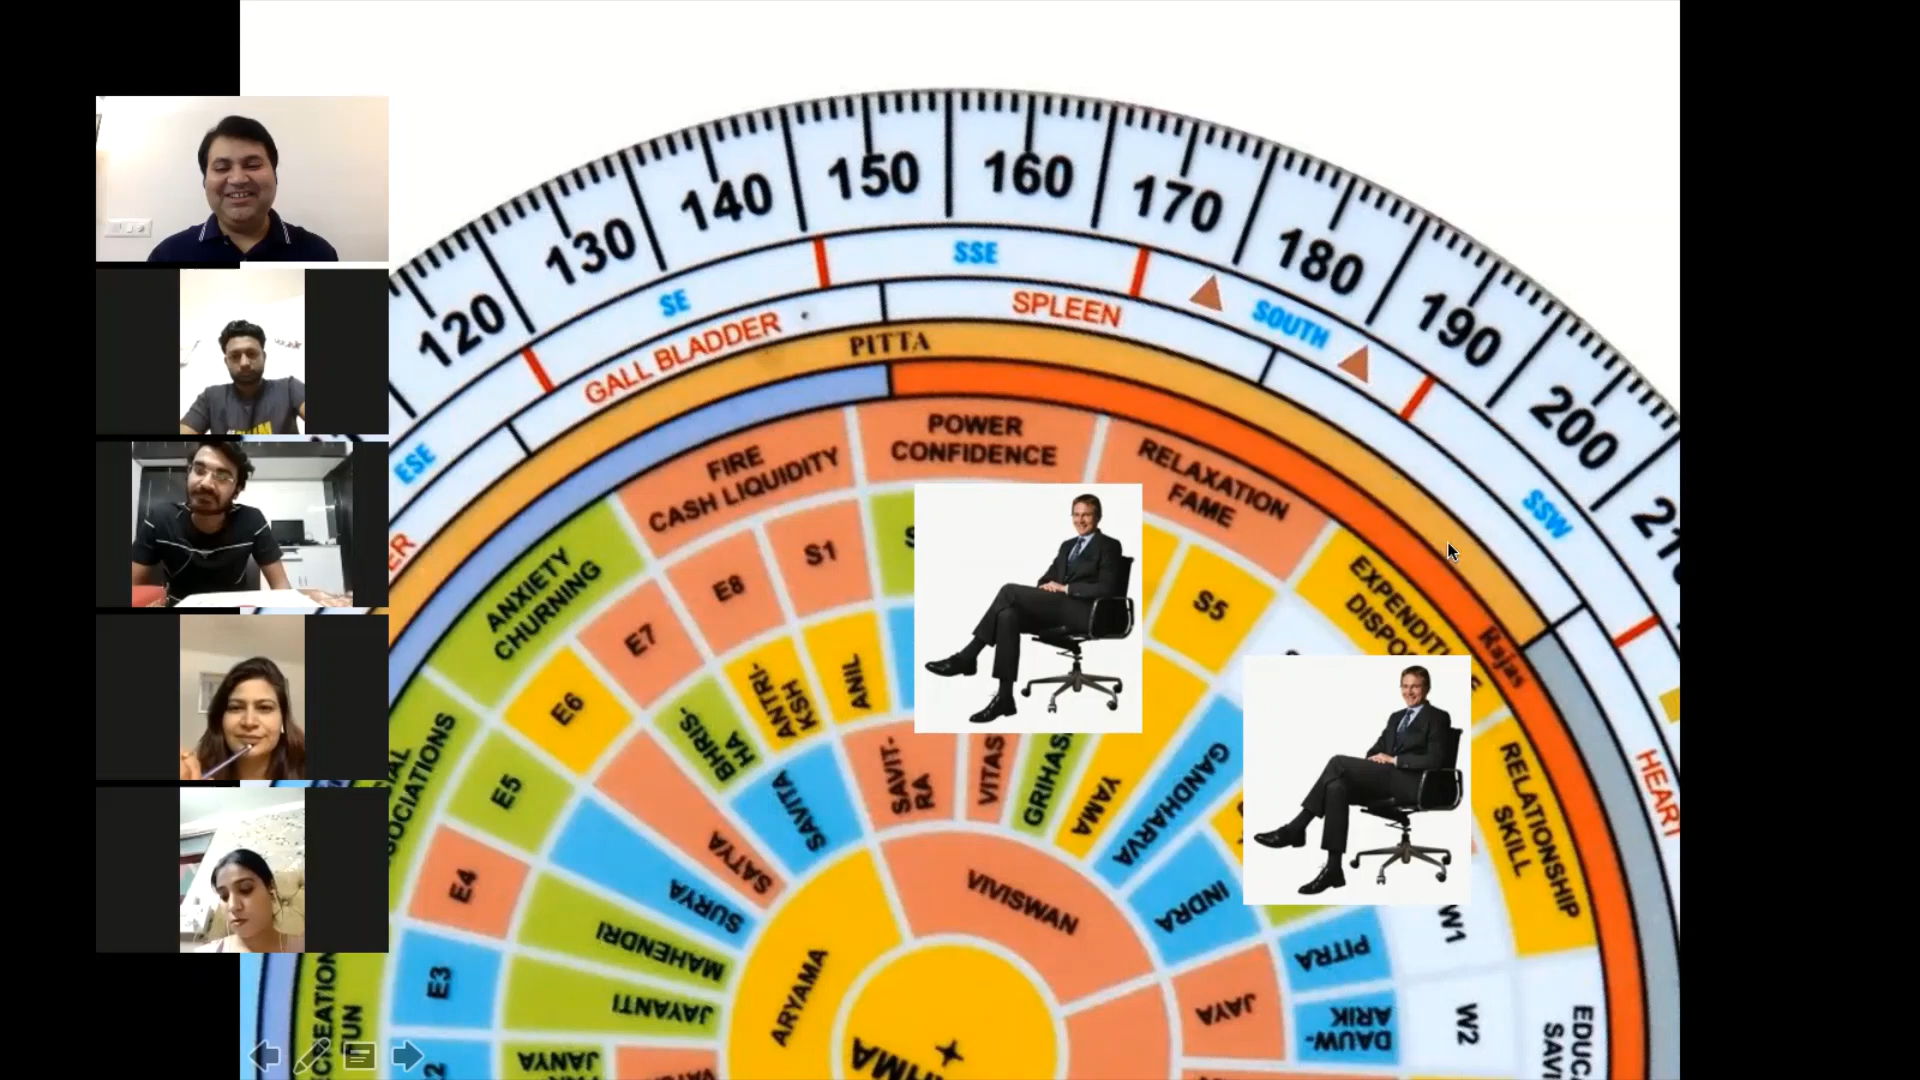 120
130
140
150
160
170
180
190
200
ESE
SE
SSE
SOUTH
SSW
GALL BLADDER
SPLEEN
HEART
PITTA
Rajas
ANXIETY
CHURNING
FIRE
CASH LIQUIDITY
POWER
CONFIDENCE
RELAXATION
FAME
RELATIONSHIP
SKILL
E3
E4
E5
E6
E7
E8
S1
S5
W1
W2
JAYANTI
MAHENDRI
SURYA
SATYA
BHRIS-
HA
ANTRI-
KSH
ANIL
SAVITA
SAVIT-
RA
YAMA
GANDHARVA
INDRA
JAYA
PITRA
DAUW-
ARIK
ARYAMA
VIVISWAN